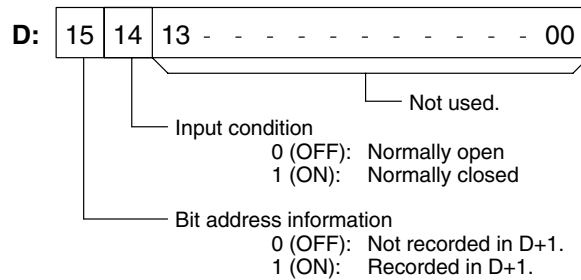 D: 15 14 13 - - - - - - - - - - - 00
Not used.
Input condition
0 (OFF): Normally open
1 (ON): Normally closed
Bit address information
0 (OFF): Not recorded in D+1.
1 (ON): Recorded in D+1.